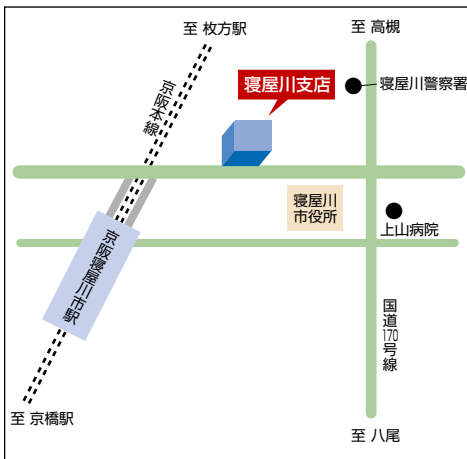 至 枚方駅
至 高槻
京阪本線
寝屋川支店
寝屋川警察署
寝屋川
市役所
上山病院
京阪寝屋川市駅
国道170号線
至 京橋駅
至 八尾